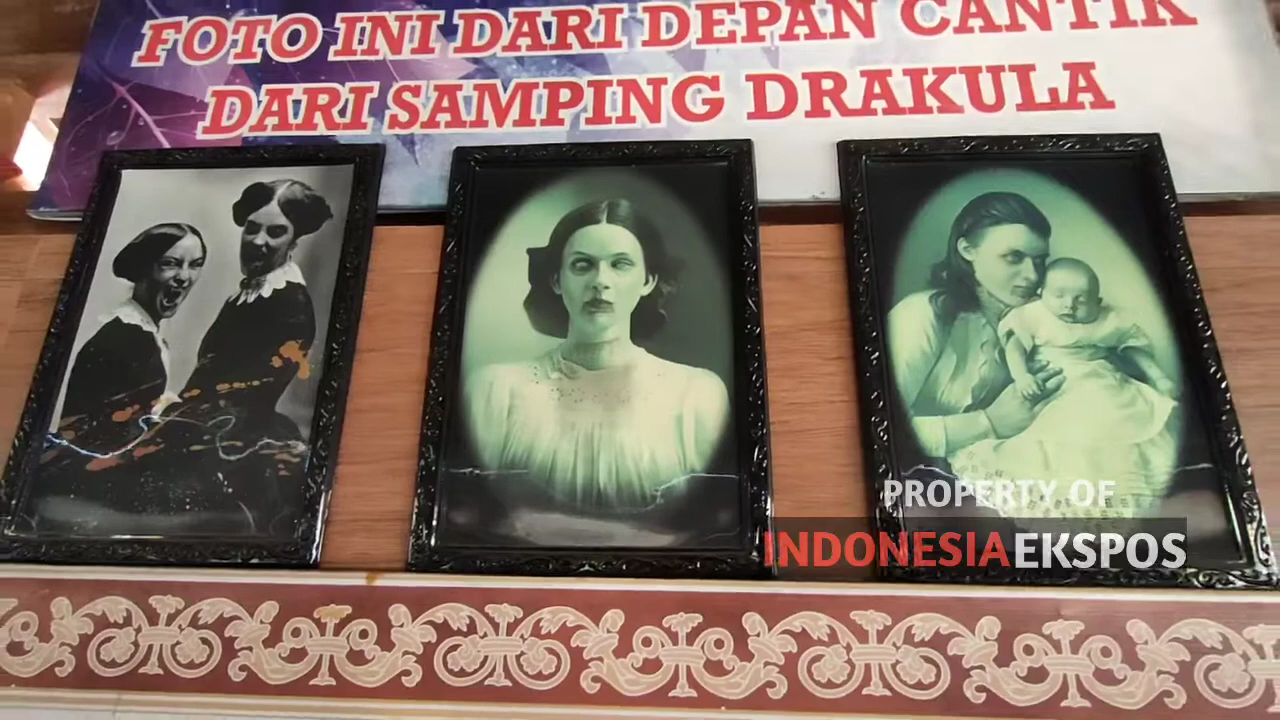 FOTO INI DARI DEPAN CANTIK
DARI SAMPING DRAKULA
PROPERTY OF
INDONESIAEKSPOS